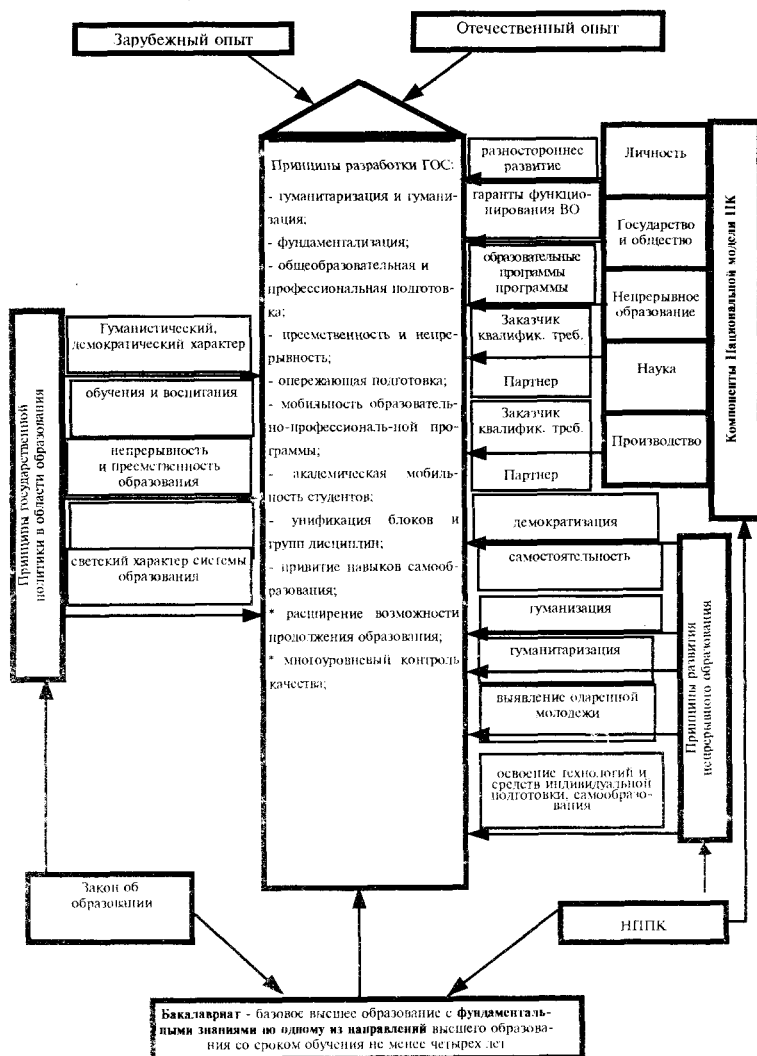 Зарубежный опыт
Отечественный опыт
Принципы разработки ГОС:
- гуманитаризация и гумани-
зация;
- фундаментализация;
- общеобразовательная и
профессиональная подготов-
ка;
- преемственность и непре-
рывность;
- опережающая подготовка;
- мобильность образователь-
но-профессиональ-ной про-
граммы;
- академическая мобиль-
ность студентов;
- унификация блоков и
групп дисциплин;
- привитие навыков самооб-
разования;
* расширение возможности
продолжения образования;
* многоуровневый контроль
качества;
Принципы государственной
политики в области образования
Гуманистический,
демократический характер
обучения и воспитания
непрерывность
и преемственность
образования
светский характер системы
образования
разностороннее
развитие
гаранты функцио-
нирования ВО
образовательные
программы
программы
Заказчик
квалифик. треб.
Партнер
Заказчик
квалифик. треб.
Партнер
Личность
Государство
и общество
Непрерывное
образование
Наука
Производство
Компоненты Национальной модели ПК
демократизация
самостоятельность
гуманизация
гуманитаризация
выявление одаренной
молодежи
освоение технологий и
средств индивидуальной
подготовки, самообразо-
вания
Принципы развития
непрерывного образования
Закон об
образовании
НППК
Бакалавриат - базовое высшее образование с фундаменталь-
ными знаниями по одному из направлений высшего образова-
ния со сроком обучения не менее четырех лет